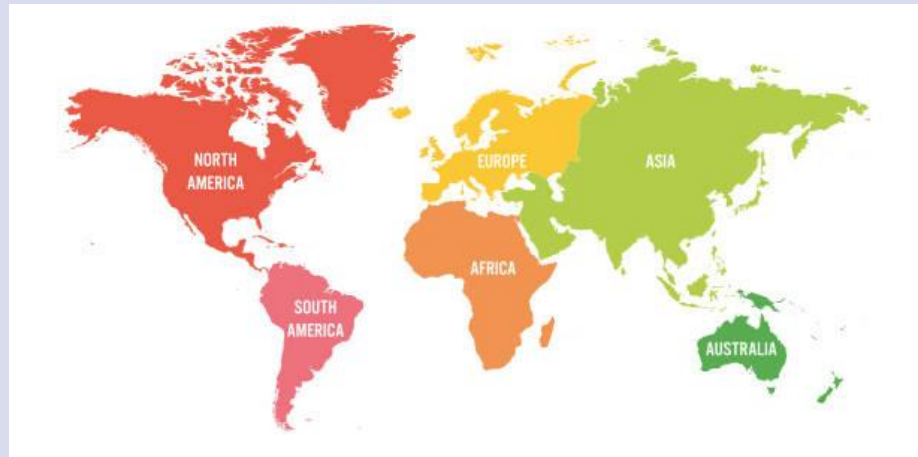 NORTH
AMERICA
EUROPE
ASIA
AFRICA
SOUTH
AMERICA
AUSTRALIA